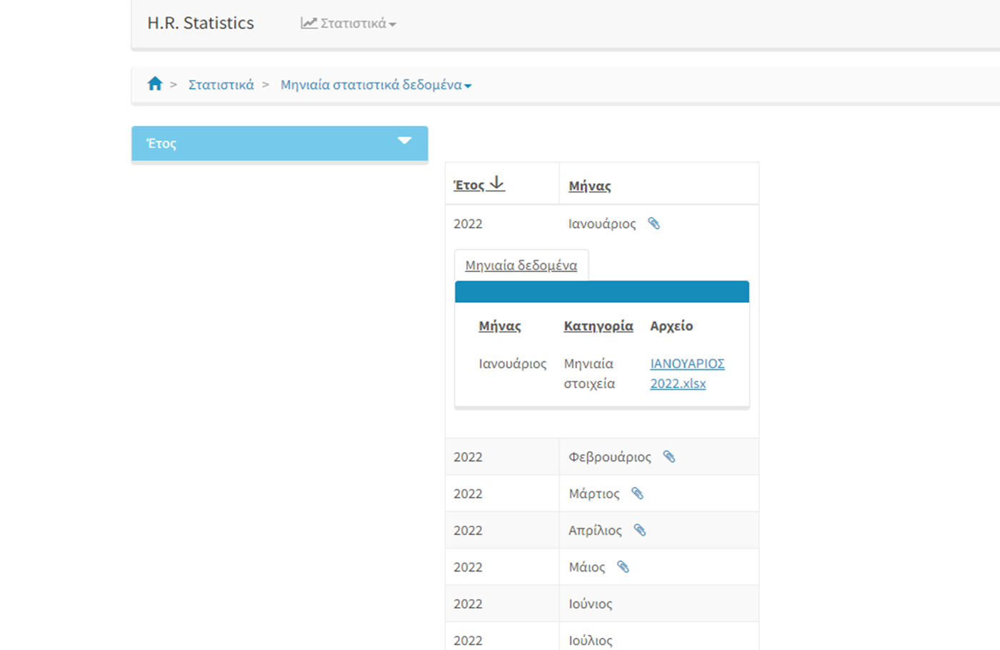 H.R. Statistics Στατιστικά
> Στατιστικά > Μηνιαία στατιστικά δεδομένα
Έτος
Έτος Μήνας
2022 Ιανουάριος
Μηνιαία δεδομένα
Μήνας Κατηγορία Αρχείο
Ιανουάριος Μηνιαία ΙΑΝΟΥΑΡΙΟΣ
στοιχεία 2022.xlsx
2022 Φεβρουάριος
2022 Μάρτιος
2022 Απρίλιος
2022 Μάιος
2022 Ιούνιος
2022 Ιούλιος